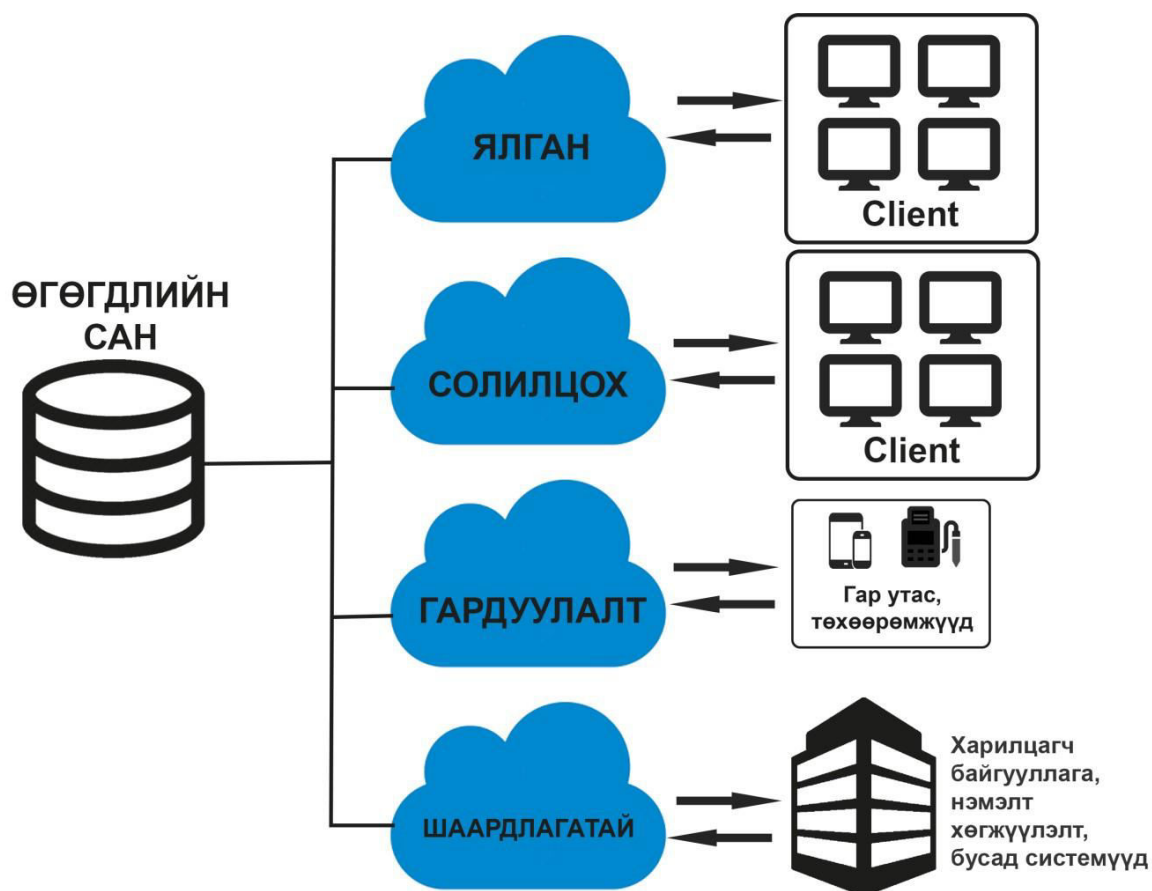 ӨГӨГДЛИЙН
САН
ЯЛГАН
Client
СОЛИЛЦОХ
Client
ГАРДУУЛАЛТ
Гар утас,
төхөөрөмжүүд
ШААРДЛАГАТАЙ
Харилцагч
байгууллага,
нэмэлт
хөгжүүлэлт,
бусад системүүд